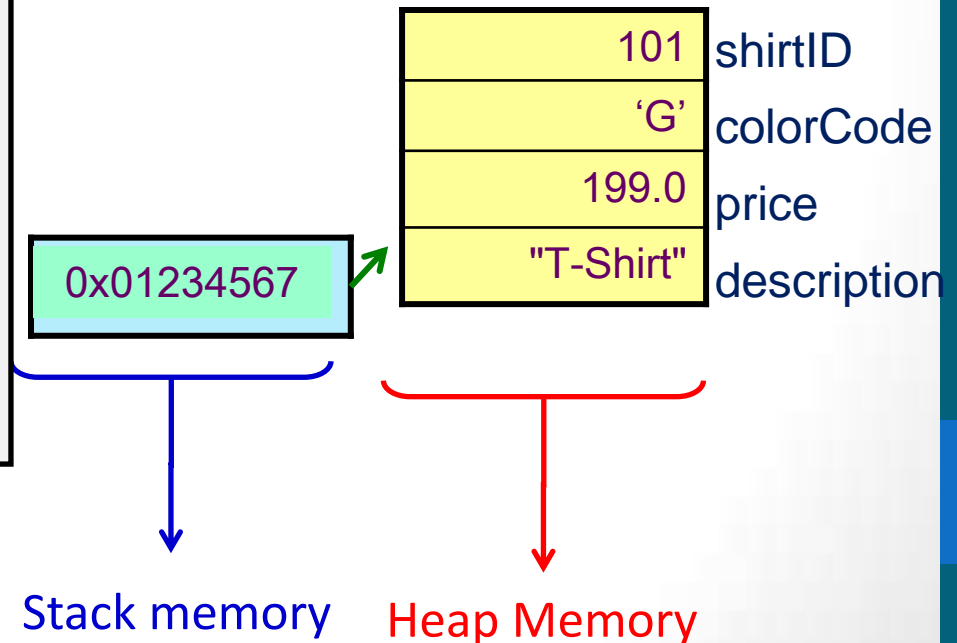 101 shirtID
‘G’ colorCode
199.0 price
"T-Shirt" description
0x01234567
Stack memory
Heap Memory